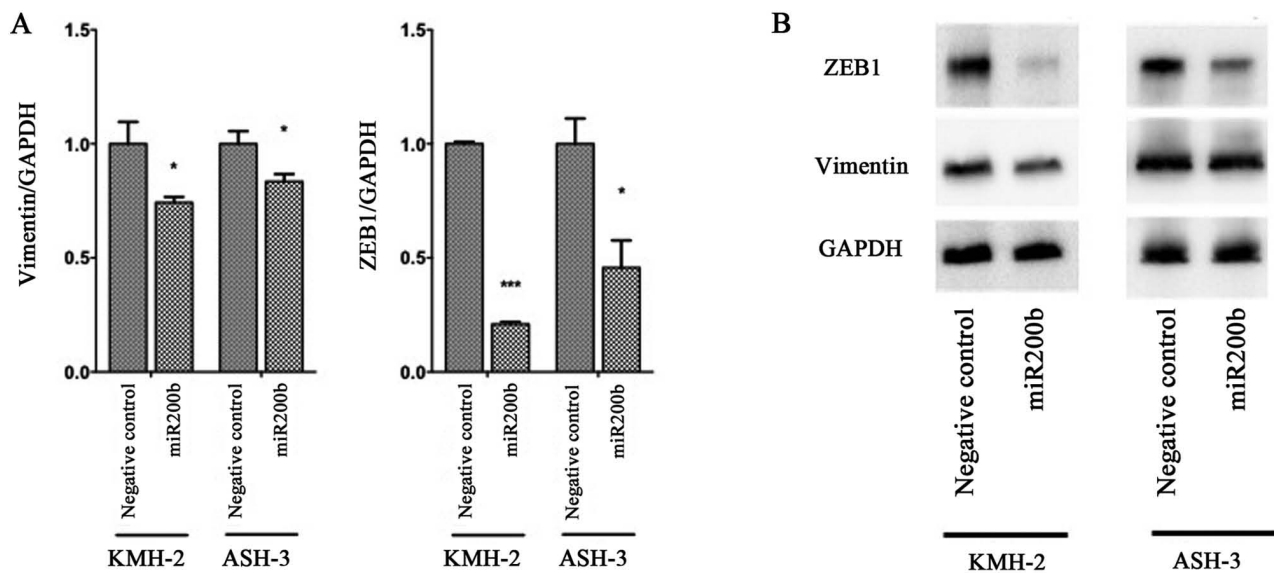 A
Vimentin/GAPDH
1.5
1.0
0.5
0.0
*
*
Negative control
miR200b
Negative control
miR200b
KMH-2
ASH-3
ZEB1/GAPDH
1.5
1.0
0.5
0.0
***
*
Negative control
miR200b
Negative control
miR200b
KMH-2
ASH-3
B
ZEB1
Vimentin
GAPDH
Negative control
miR200b
Negative control
miR200b
KMH-2
ASH-3